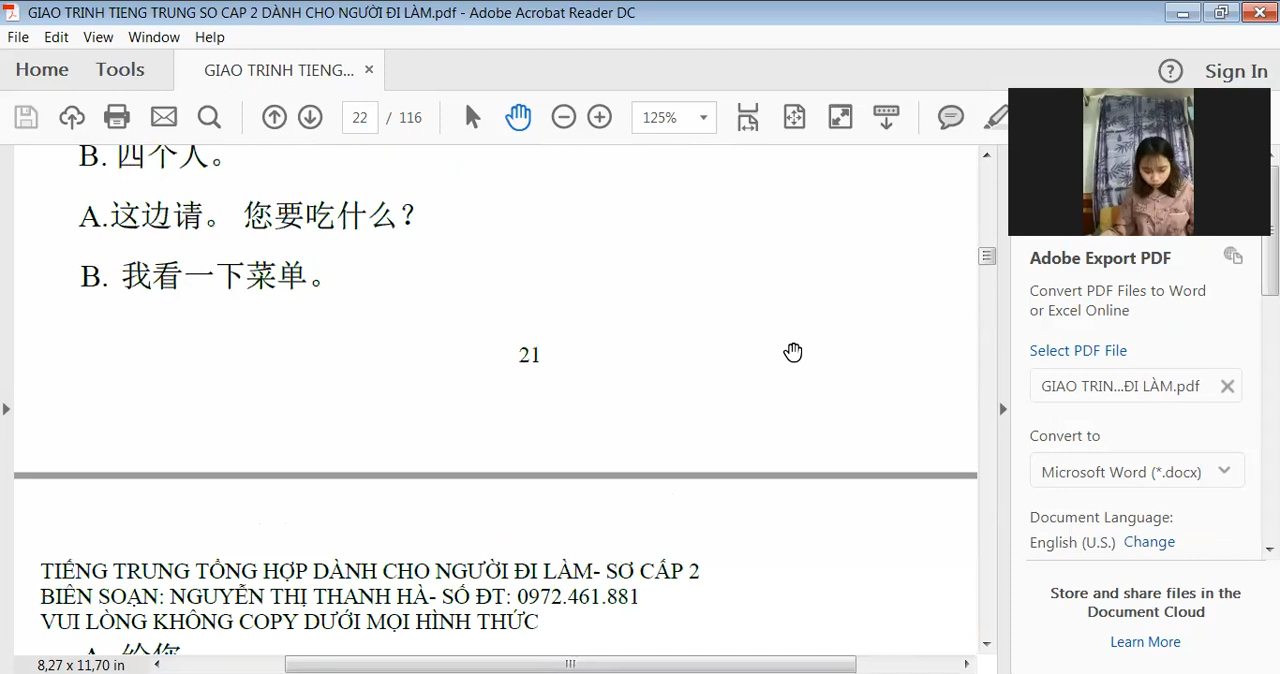 GIAO TRINH TIENG TRUNG SO CAP 2 DÀNH CHO NGƯỜI ĐI LÀM.pdf - Adobe Acrobat Reader DC
File Edit View Window Help
Home Tools GIAO TRINH TIENG... × ? Sign In
22 / 116 125%
B. 四个人。
A.这边请。 您要吃什么？
B. 我看一下菜单。
21
TIẾNG TRUNG TỔNG HỢP DÀNH CHO NGƯỜI ĐI LÀM- SƠ CẤP 2
BIÊN SOẠN: NGUYỄN THỊ THANH HÀ- SỐ ĐT: 0972.461.881
VUI LÒNG KHÔNG COPY DƯỚI MỌI HÌNH THỨC
A. 给你
8,27 x 11,70 in
Adobe Export PDF
Convert PDF Files to Word
or Excel Online
Select PDF File
GIAO TRIN...ĐI LÀM.pdf
Convert to
Microsoft Word (*.docx)
Document Language:
English (U.S.) Change
Store and share files in the
Document Cloud
Learn More